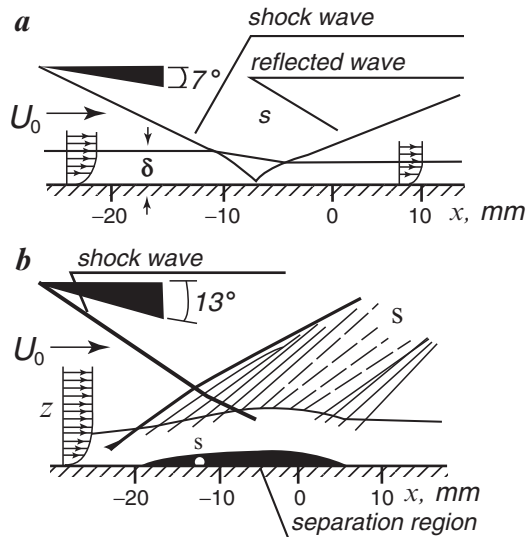 a
shock wave
reflected wave
7°
s
U0
δ
−20
−10
0
10
x, mm
b
shock wave
13°
s
U0
z
s
−20
−10
0
10
x, mm
separation region